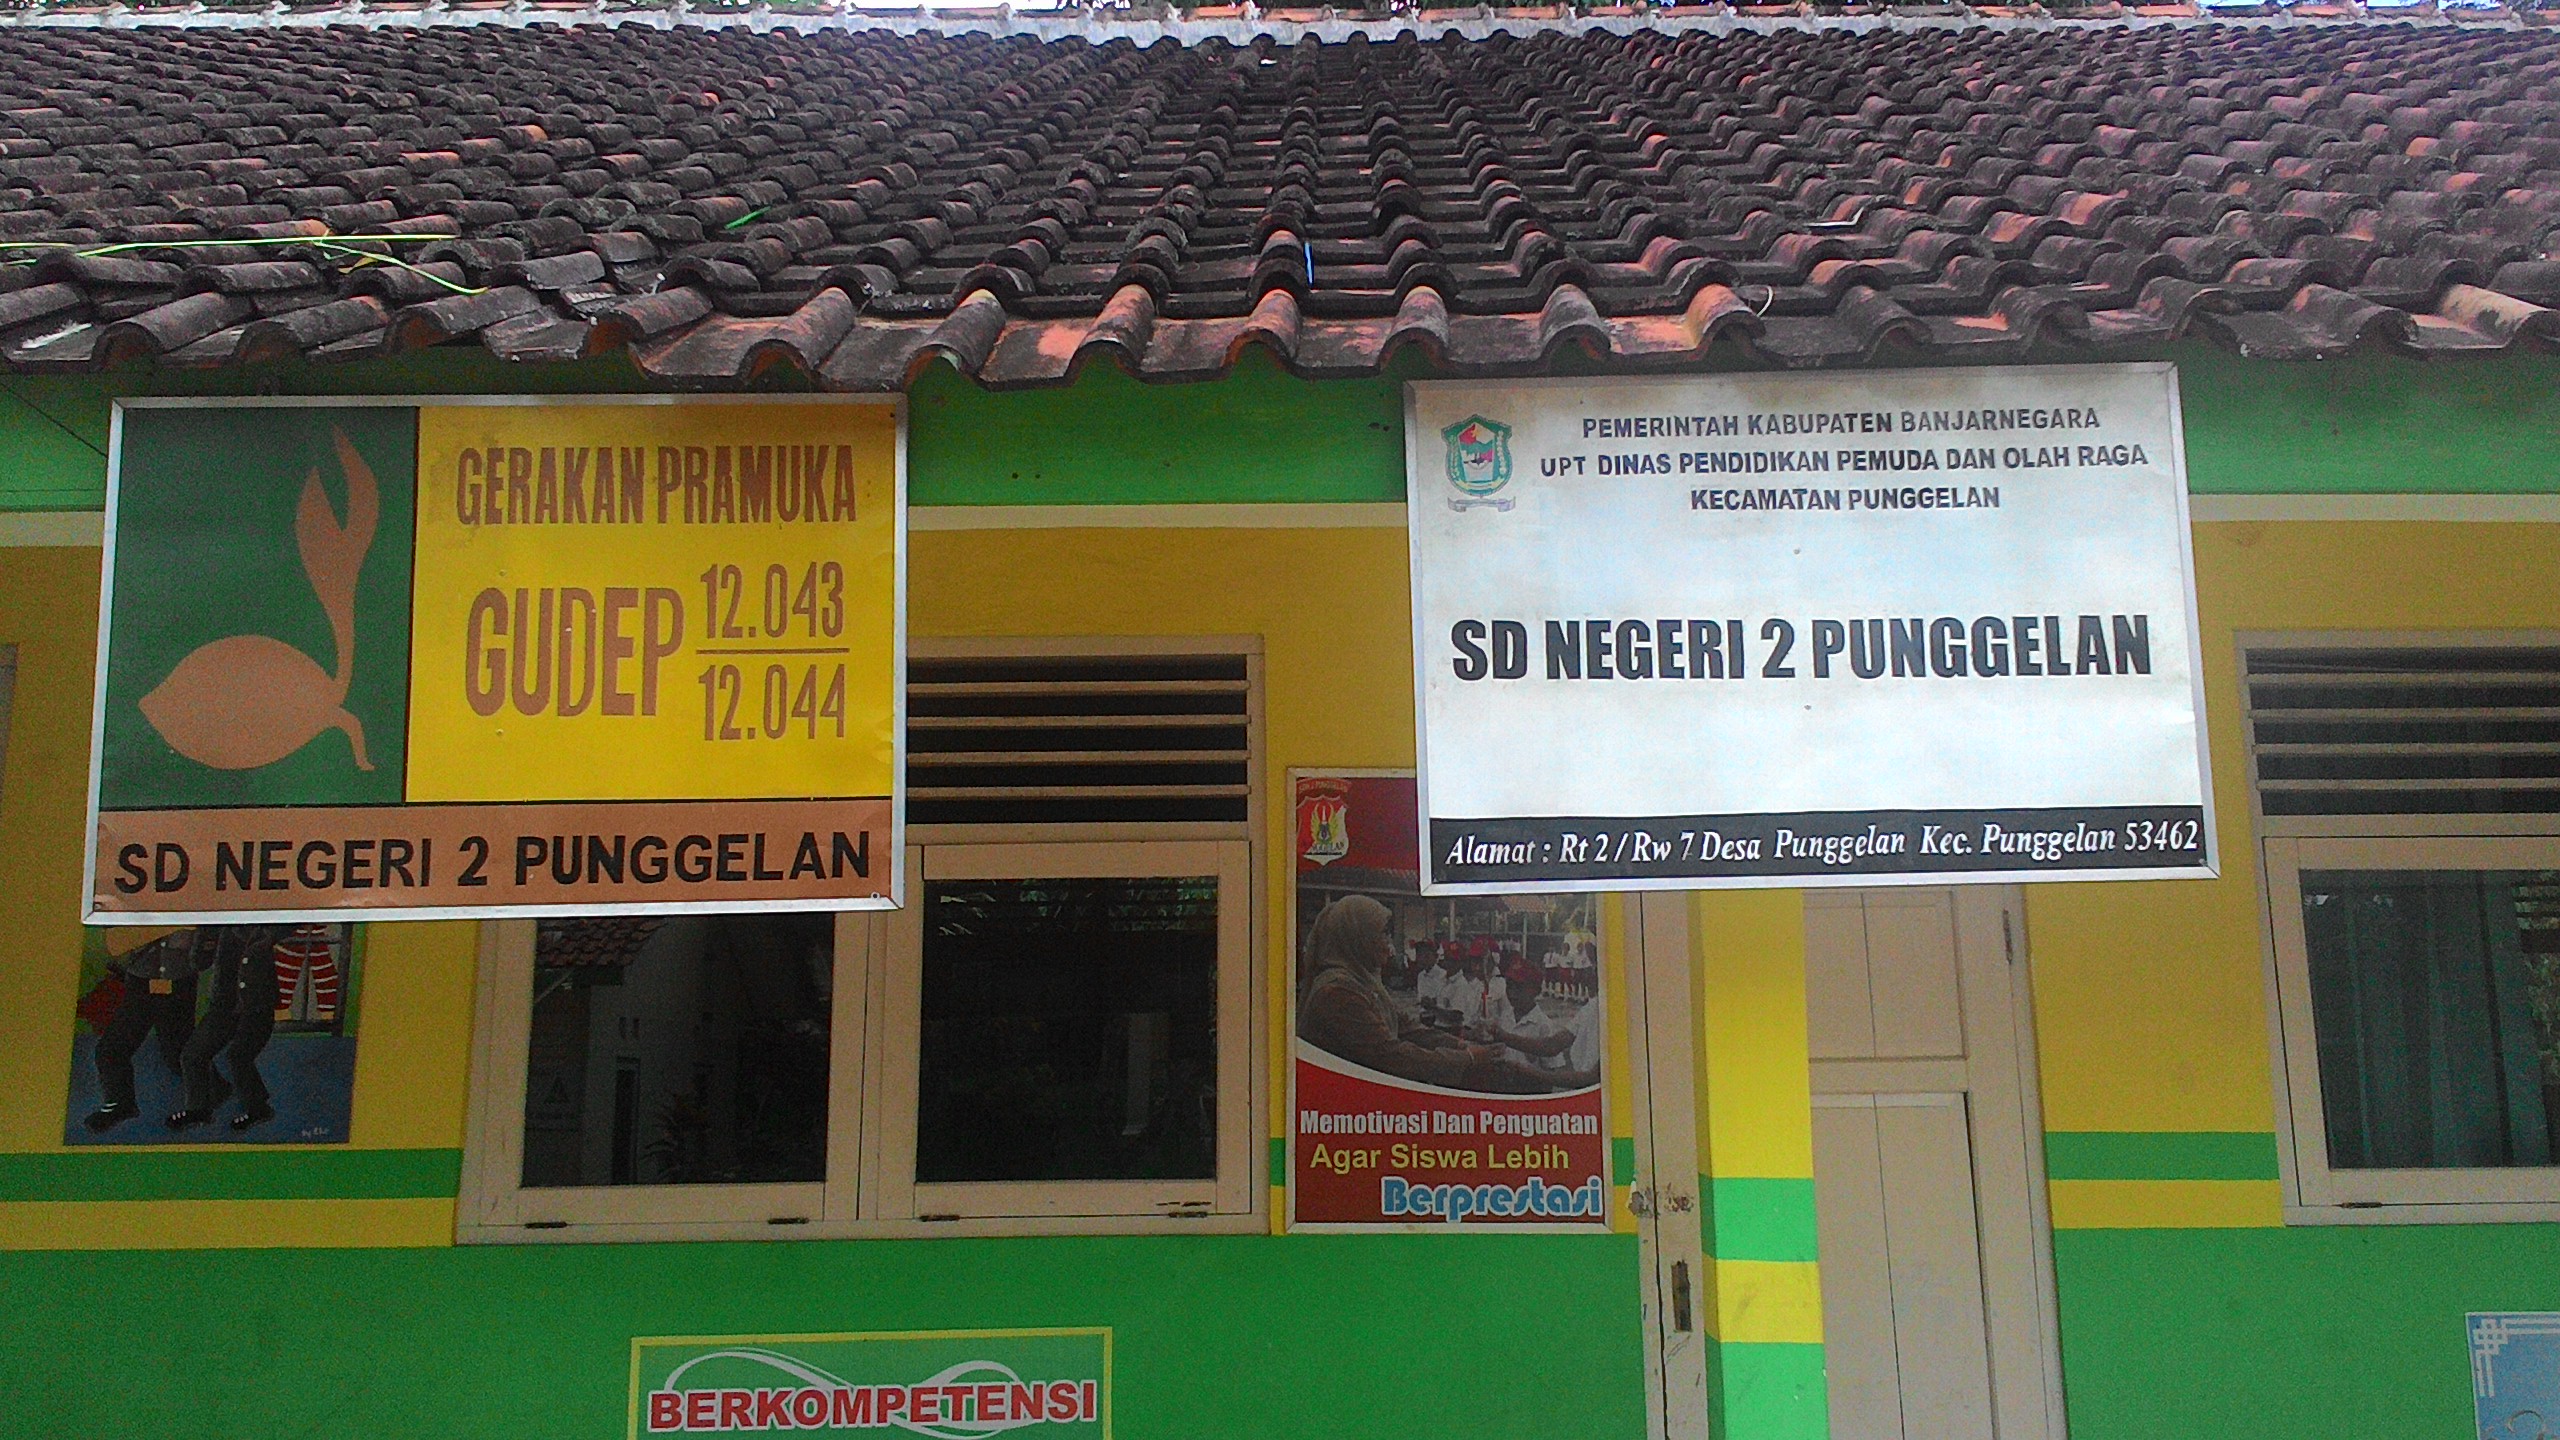 GERAKAN PRAMUKA
GUDEP 12.043
12.044
SD NEGERI 2 PUNGGELAN
PEMERINTAH KABUPATEN BANJARNEGARA
UPT DINAS PENDIDIKAN PEMUDA DAN OLAH RAGA
KECAMATAN PUNGGELAN
SD NEGERI 2 PUNGGELAN
Alamat : Rt 2 / Rw 7 Desa Punggelan Kec. Punggelan 53462
Memotivasi Dan Penguatan
Agar Siswa Lebih
Berprestasi
BERKOMPETENSI